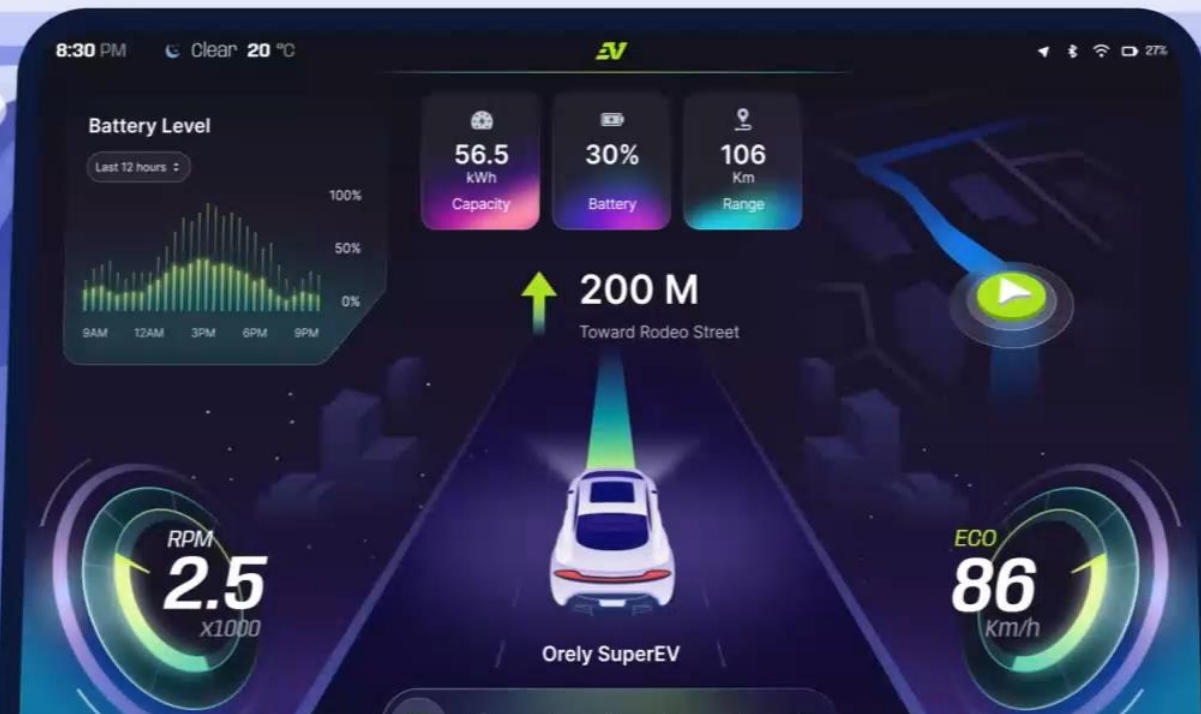 8:30 PM
Clear 20 °C
EV
27%
Battery Level
Last 12 hours
100%
50%
0%
9AM 12AM 3PM 6PM 9PM
56.5
kWh
Capacity
30%
Battery
106
Km
Range
200 M
Toward Rodeo Street
RPM
2.5
x1000
ECO
86
Km/h
Orely SuperEV